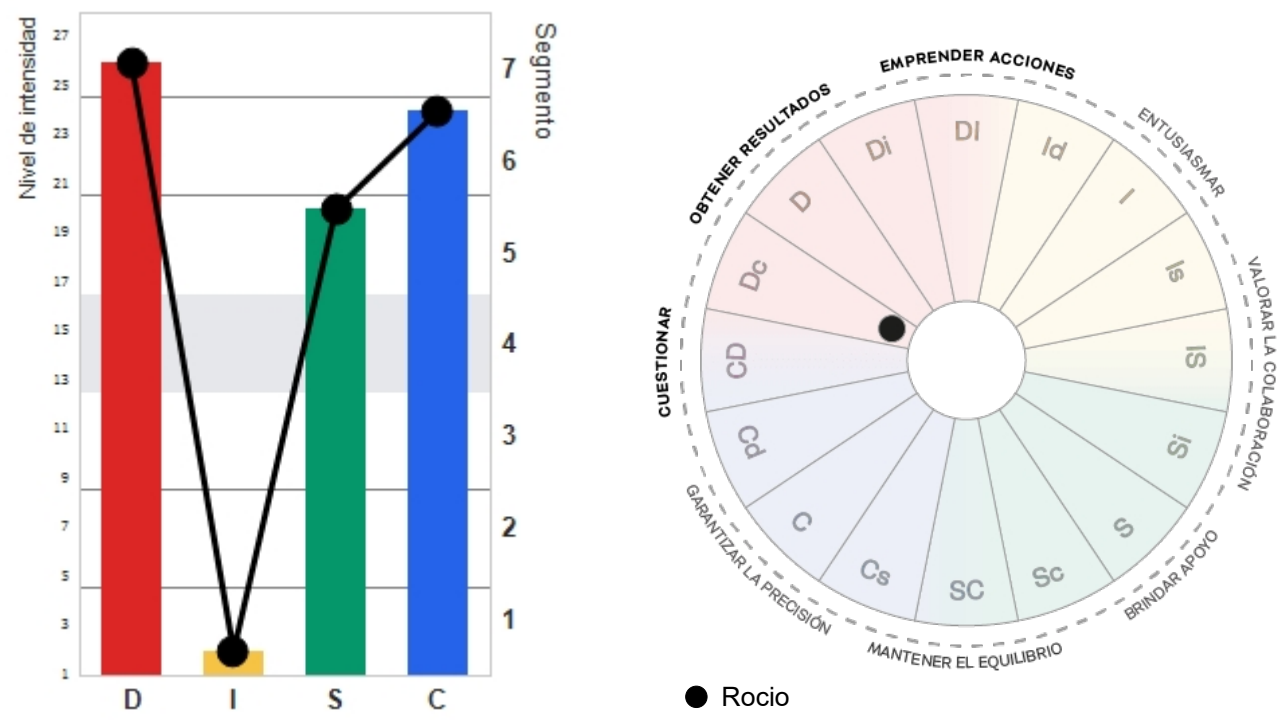 Nivel de intensidad
27
25
23
21
19
17
15
13
11
9
7
5
3
1
Segmento
7
6
5
4
3
2
1
D I S C
EMPRENDER ACCIONES
ENTUSIASMAR
VALORAR LA COLABORACIÓN
BRINDAR APOYO
MANTENER EL EQUILIBRIO
GARANTIZAR LA PRECISIÓN
CUESTIONAR
OBTENER RESULTADOS
DI
Id
I
Is
IS
Si
S
Sc
SC
Cs
C
Cd
CD
Dc
D
Di
Rocio